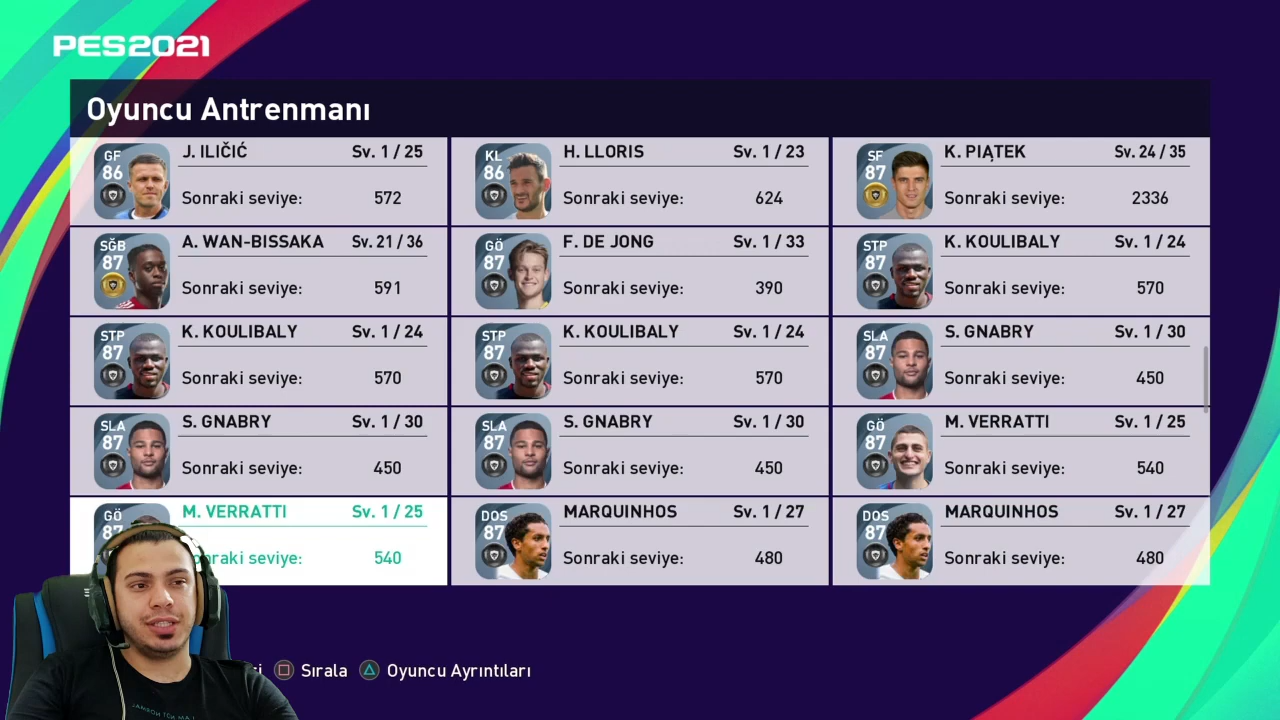 PES2021
Oyuncu Antrenmanı
GF 86 J. ILIČIĆ Sv. 1 / 25
Sonraki seviye: 572
KL 86 H. LLORIS Sv. 1 / 23
Sonraki seviye: 624
SF 87 K. PIĄTEK Sv. 24 / 35
Sonraki seviye: 2336
SĞB 87 A. WAN-BISSAKA Sv. 21 / 36
Sonraki seviye: 591
GÖ 87 F. DE JONG Sv. 1 / 33
Sonraki seviye: 390
STP 87 K. KOULIBALY Sv. 1 / 24
Sonraki seviye: 570
STP 87 K. KOULIBALY Sv. 1 / 24
Sonraki seviye: 570
STP 87 K. KOULIBALY Sv. 1 / 24
Sonraki seviye: 570
SLA 87 S. GNABRY Sv. 1 / 30
Sonraki seviye: 450
SLA 87 S. GNABRY Sv. 1 / 30
Sonraki seviye: 450
SLA 87 S. GNABRY Sv. 1 / 30
Sonraki seviye: 450
GÖ 87 M. VERRATTI Sv. 1 / 25
Sonraki seviye: 540
GÖ 87 M. VERRATTI Sv. 1 / 25
seviye: 540
DOS 87 MARQUINHOS Sv. 1 / 27
Sonraki seviye: 480
DOS 87 MARQUINHOS Sv. 1 / 27
Sonraki seviye: 480
Sırala Oyuncu Ayrıntıları